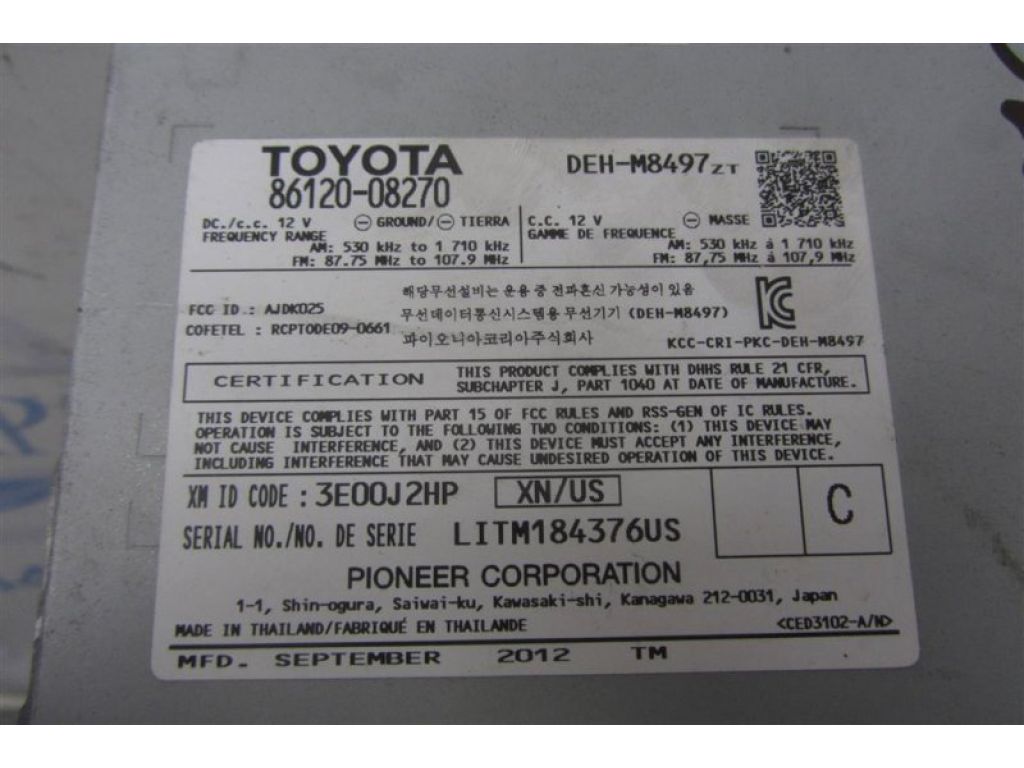 TOYOTA
86120-08270
DEH-M8497ZT
DC./c.c. 12 V ⊖ GROUND/⊖ TIERRA
FREQUENCY RANGE
AM: 530 kHz to 1 710 kHz
FM: 87.75 MHz to 107.9 MHz
C.C. 12 V ⊖ MASSE
GAMME DE FREQUENCE
AM: 530 kHz à 1 710 kHz
FM: 87,75 MHz à 107,9 MHz
FCC ID : AJDK025
COFETEL : RCPTODE09-0661
해당무선설비는 운용 중 전파혼신 가능성이 있음
무선데이터통신시스템용 무선기기 (DEH-M8497)
파이오니아코리아주식회사
KCC-CRI-PKC-DEH-M8497
CERTIFICATION
THIS PRODUCT COMPLIES WITH DHHS RULE 21 CFR,
SUBCHAPTER J, PART 1040 AT DATE OF MANUFACTURE.
THIS DEVICE COMPLIES WITH PART 15 OF FCC RULES AND RSS-GEN OF IC RULES.
OPERATION IS SUBJECT TO THE FOLLOWING TWO CONDITIONS: (1) THIS DEVICE MAY
NOT CAUSE INTERFERENCE, AND (2) THIS DEVICE MUST ACCEPT ANY INTERFERENCE,
INCLUDING INTERFERENCE THAT MAY CAUSE UNDESIRED OPERATION OF THIS DEVICE.
XM ID CODE : 3E00J2HP XN/US
C
SERIAL NO./NO. DE SERIE LITM184376US
PIONEER CORPORATION
1-1, Shin-ogura, Saiwai-ku, Kawasaki-shi, Kanagawa 212-0031, Japan
MADE IN THAILAND/FABRIQUÉ EN THAILANDE <CED3102-A/N>
MFD. SEPTEMBER 2012 TM